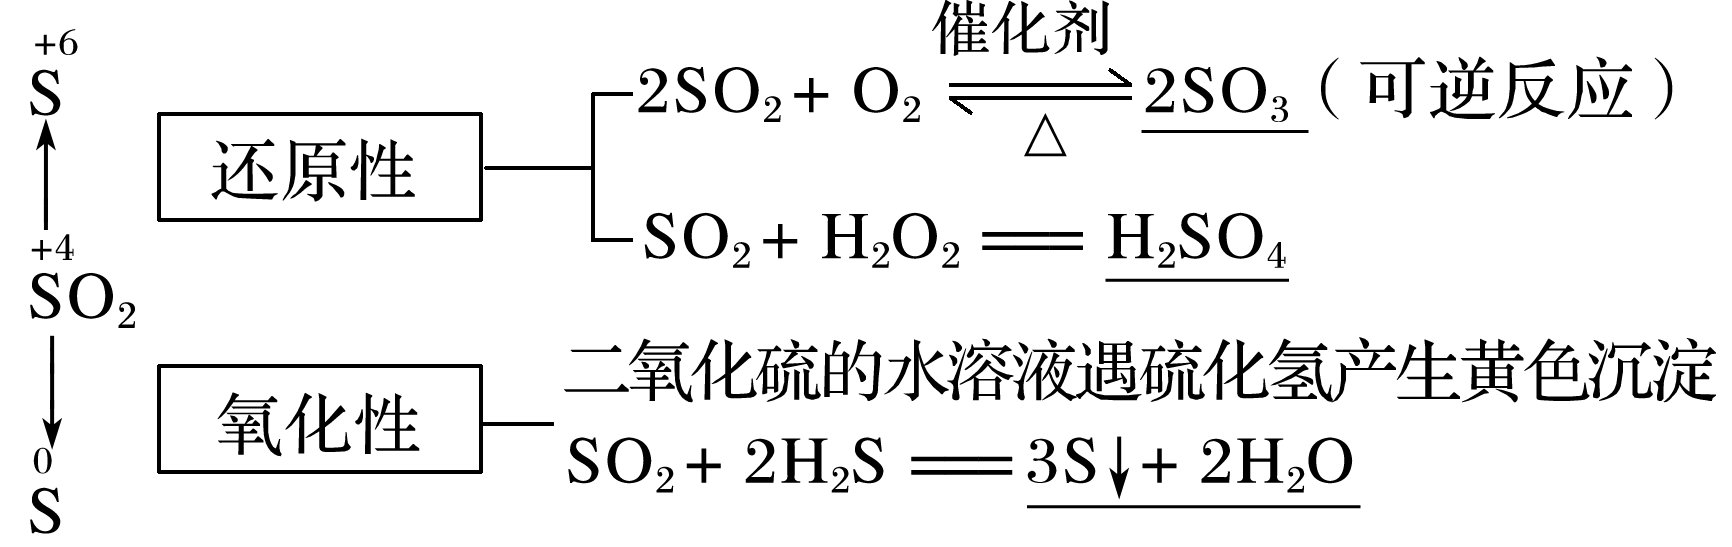 +6
S
还原性
催化剂
2SO₂ + O₂ ⇌ 2SO₃（可逆反应）
△
SO₂ + H₂O₂ ══ H₂SO₄
+4
SO₂
二氧化硫的水溶液遇硫化氢产生黄色沉淀
氧化性
SO₂ + 2H₂S ══ 3S↓ + 2H₂O
0
S